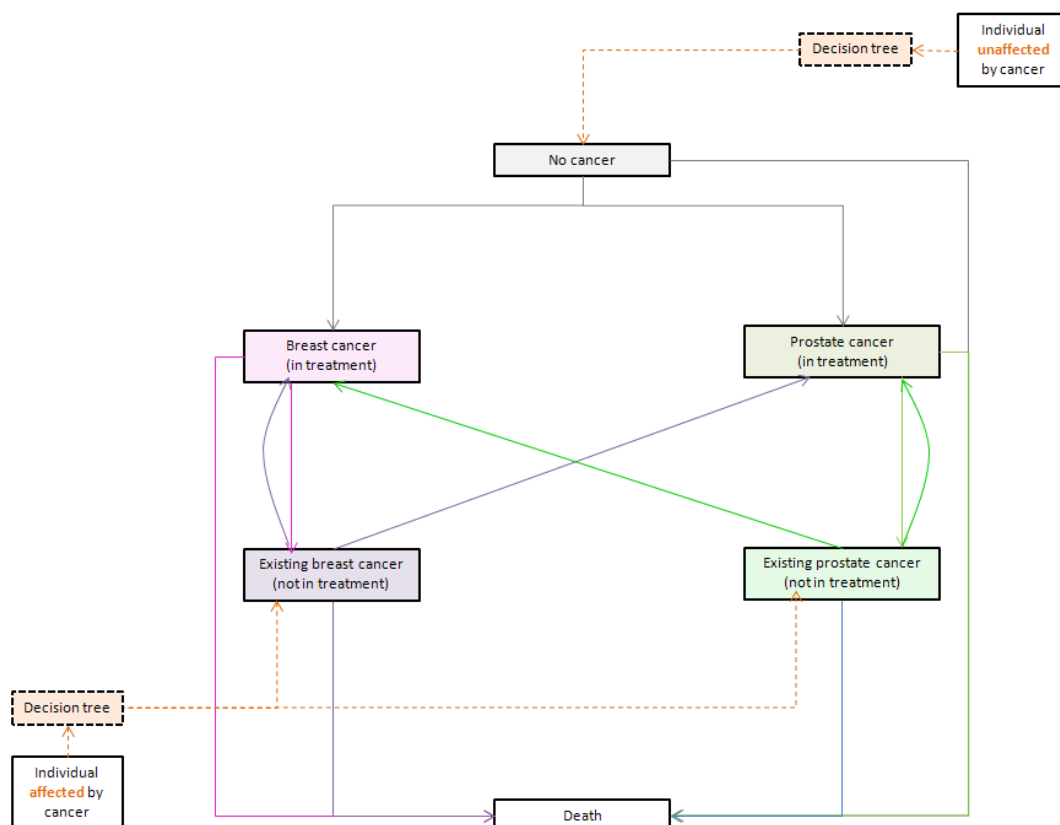 Individual
unaffected
by cancer
Decision tree
No cancer
Breast cancer
(in treatment)
Prostate cancer
(in treatment)
Existing breast cancer
(not in treatment)
Existing prostate cancer
(not in treatment)
Decision tree
Individual
affected by
cancer
Death